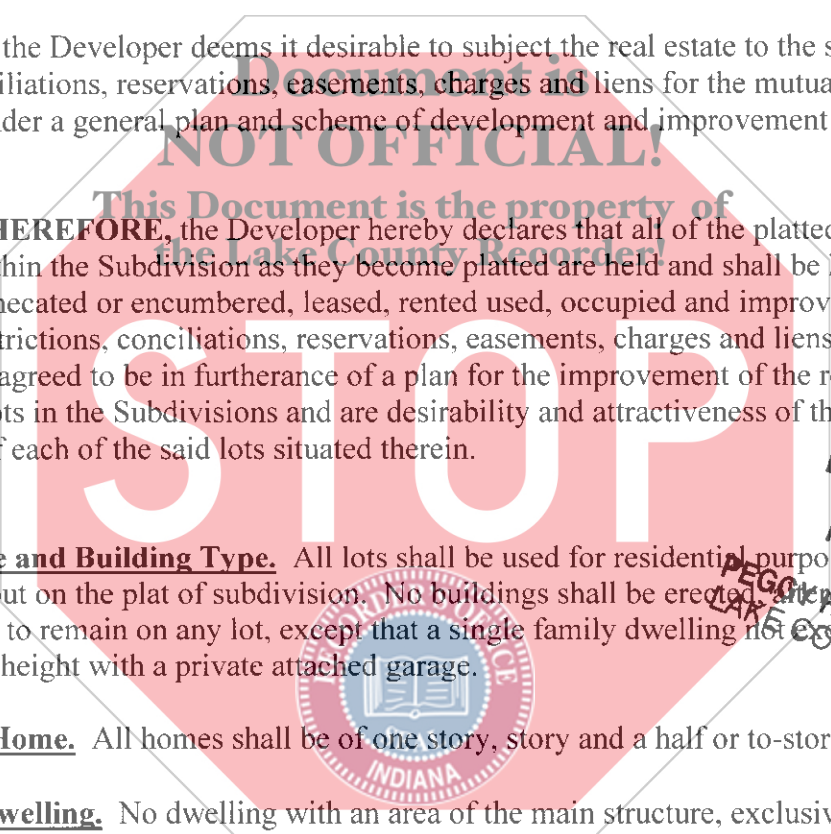 the Developer deems it desirable to subject the real estate to the s
iliations, reservations, easements, charges and liens for the mutua
der a general plan and scheme of development and improvement
Document is
NOT OFFICIAL!
This Document is the property of
the Lake County Recorder!
HEREFORE, the Developer hereby declares that all of the platted
thin the Subdivision as they become platted are held and shall be
hecated or encumbered, leased, rented used, occupied and improv
trictions, conciliations, reservations, easements, charges and liens
agreed to be in furtherance of a plan for the improvement of the r
ots in the Subdivisions and are desirability and attractiveness of th
f each of the said lots situated therein.
STOP
e and Building Type. All lots shall be used for residential purpo
out on the plat of subdivision. No buildings shall be erected,
to remain on any lot, except that a single family dwelling not
height with a private attached garage.
PEGGY
LAKE CO
RECORDER'S OFFICE
INDIANA
Home. All homes shall be of one story, story and a half or to-stor
welling. No dwelling with an area of the main structure, exclusiv